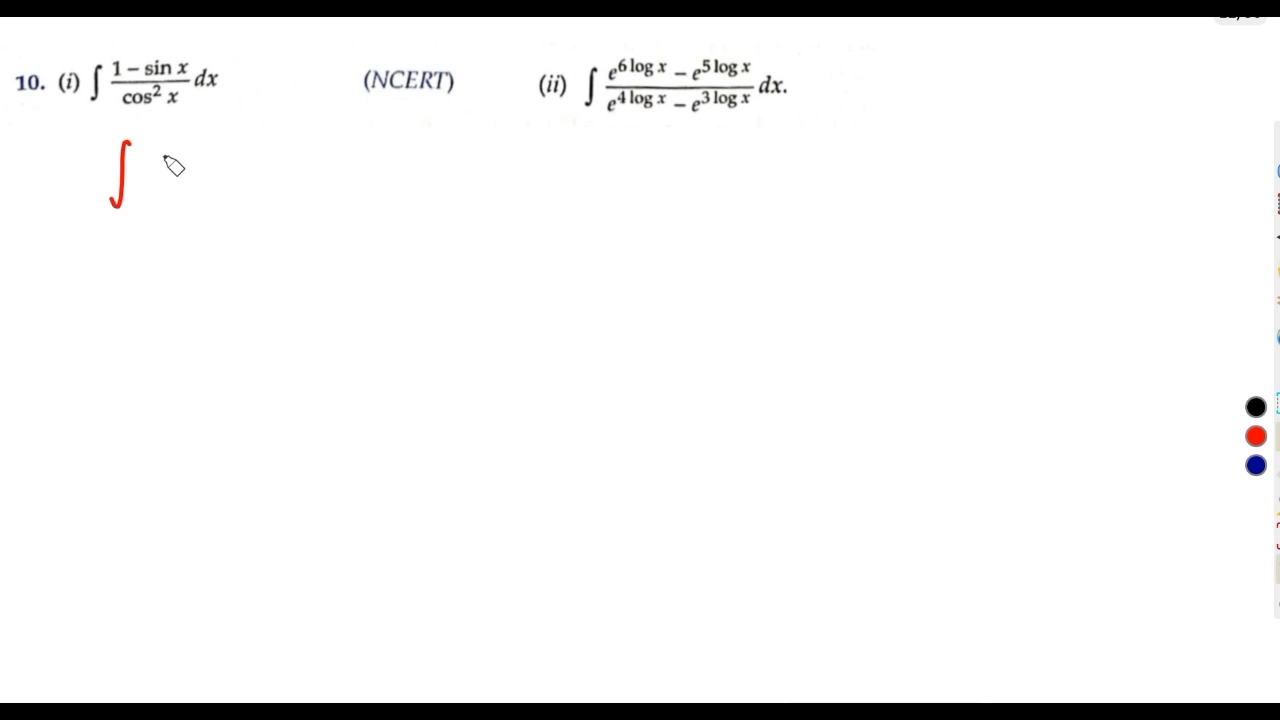 10. (i) ∫ (1 − sin x)/(cos² x) dx (NCERT) (ii) ∫ (e^{6 log x} − e^{5 log x})/(e^{4 log x} − e^{3 log x}) dx.
∫